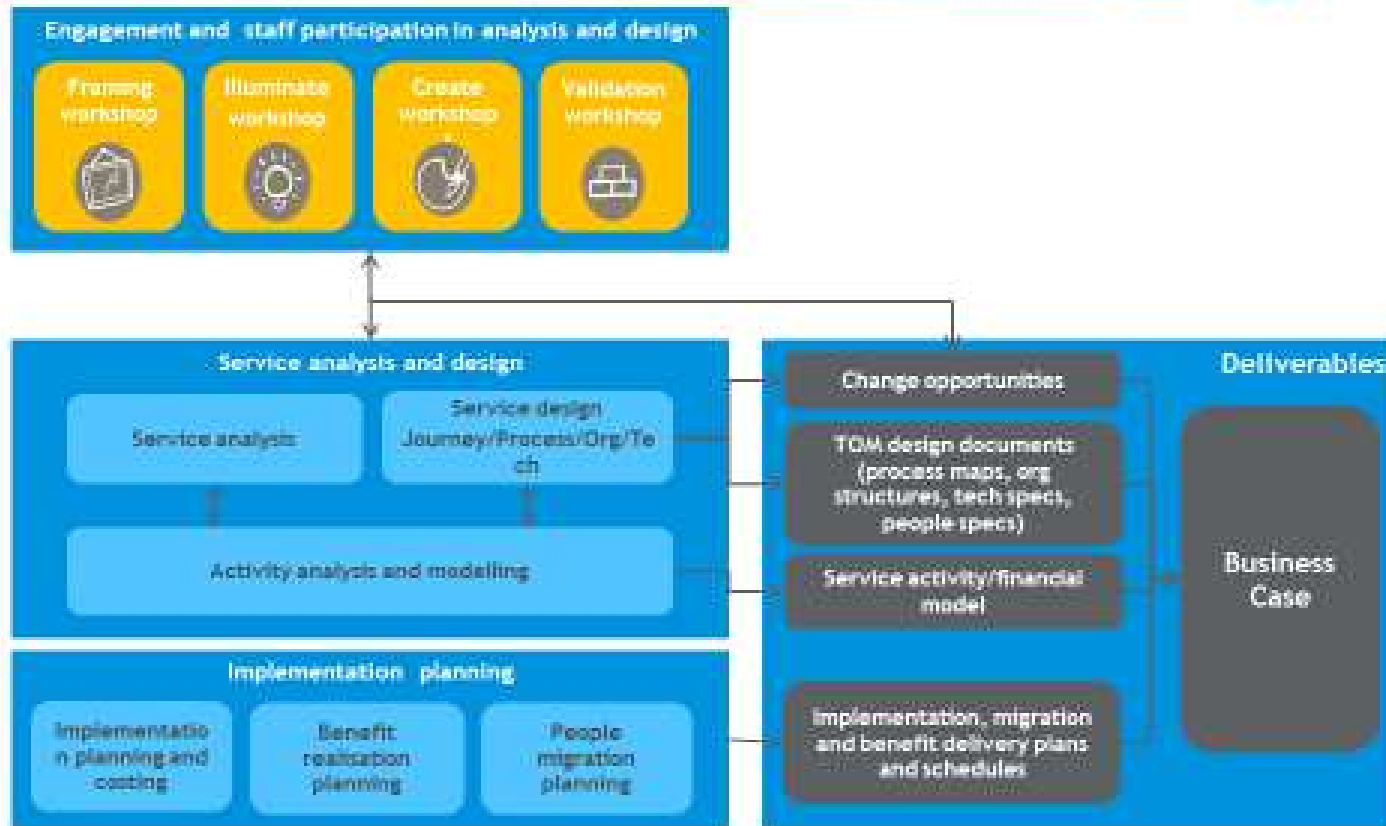 Engagement and staff participation in analysis and design
Framing
workshop
Illuminate
workshop
Create
workshop
Validation
workshop
Service analysis and design
Service analysis
Service design
Journey/Process/Org/Te
ch
Activity analysis and modelling
Implementation planning
Implementatio
n planning and
costing
Benefit
realisation
planning
People
migration
planning
Deliverables
Change opportunities
TOM design documents
(process maps, org
structures, tech specs,
people specs)
Service activity/financial
model
Implementation, migration
and benefit delivery plans
and schedules
Business
Case